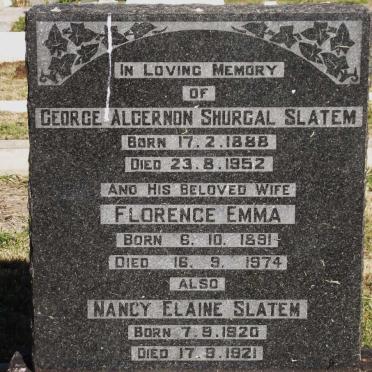 In Loving Memory
of
George Algernon Shurgal Slatem
Born 17.2.1888
Died 23.8.1952
And His Beloved Wife
Florence Emma
Born 6.10.1891
Died 16.9.1974
Also
Nancy Elaine Slatem
Born 7.9.1920
Died 17.9.1921